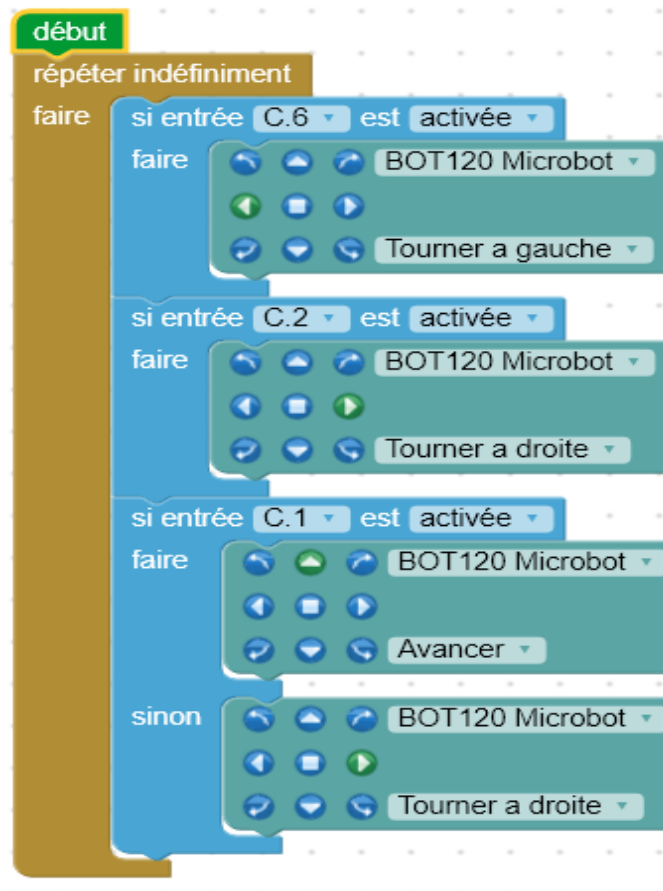 début
répéter indéfiniment
faire si entrée C.6 est activée
faire BOT120 Microbot
Tourner a gauche
si entrée C.2 est activée
faire BOT120 Microbot
Tourner a droite
si entrée C.1 est activée
faire BOT120 Microbot
Avancer
sinon BOT120 Microbot
Tourner a droite